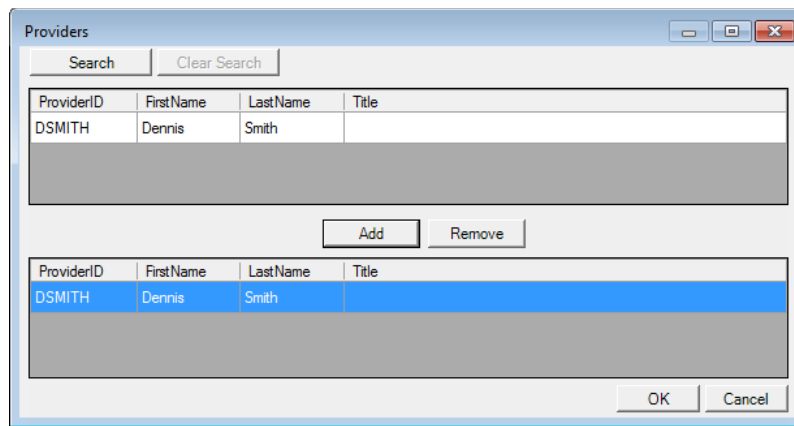 Providers
Search Clear Search
ProviderID FirstName LastName Title
DSMITH Dennis Smith
Add Remove
ProviderID FirstName LastName Title
DSMITH Dennis Smith
OK Cancel